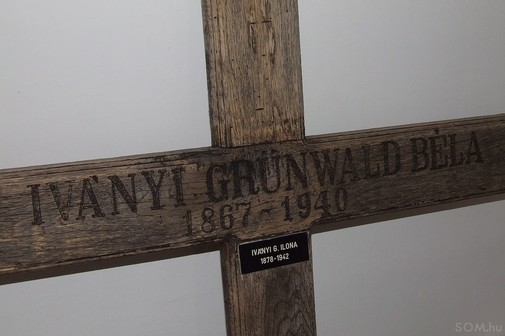 IVÁNYI GRÜNWALD BÉLA
1867-1940
IVÁNYI G. ILONA
1878-1942
SOM.hu